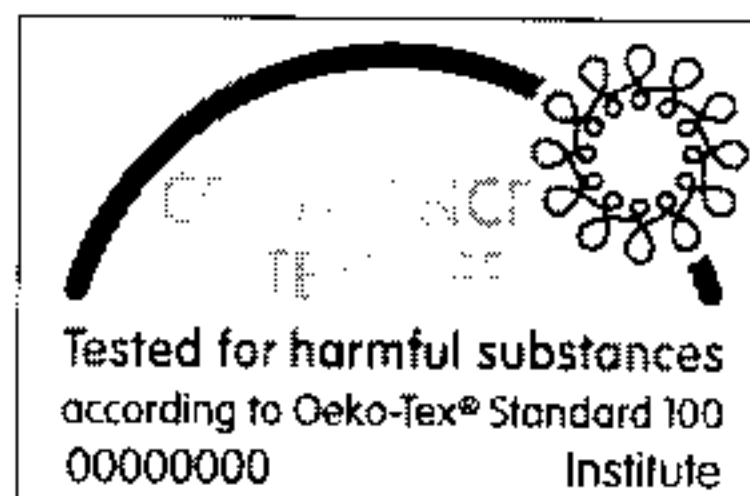 Tested for harmful substances
according to Oeko-Tex® Standard 100
00000000 Institute